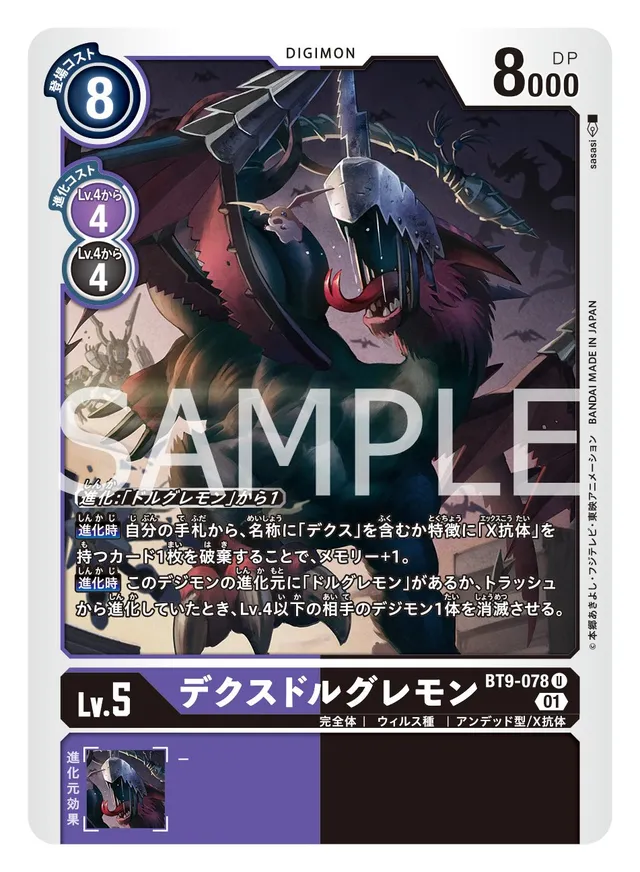 DIGIMON
登場コスト
8
DP
8000
進化コスト
Lv.4から
4
Lv.4から
4
sasasi
SAMPLE
進化:「ドルグレモン」から1
進化時 自分の手札から、名称に「デクス」を含むか特徴に「X抗体」を
持つカード1枚を破棄することで、メモリー+1。
進化時 このデジモンの進化元に「ドルグレモン」があるか、トラッシュ
から進化していたとき、Lv.4以下の相手のデジモン1体を消滅させる。
© 本郷あきよし・フジテレビ・東映アニメーション BANDAI MADE IN JAPAN
Lv.5
デクスドルグレモン
BT9-078 U
01
完全体 | ウィルス種 | アンデッド型/X抗体
進化元効果
－